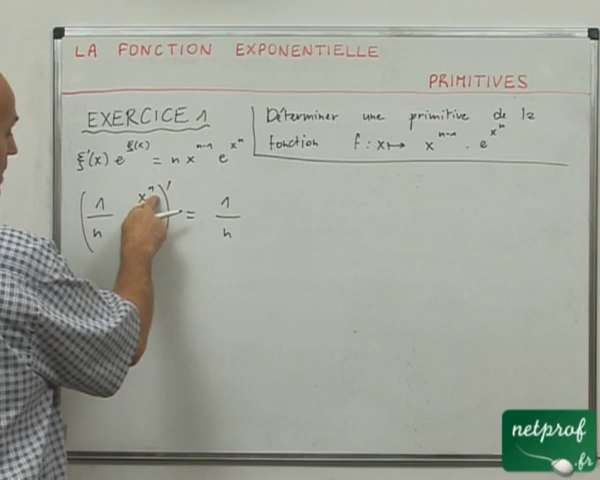 LA FONCTION EXPONENTIELLE
PRIMITIVES
EXERCICE 1
Déterminer une primitive de la
fonction f : x ↦ x^{n-1} . e^{x^n}
ξ'(x) e^{ξ(x)} = n x^{n-1} e^{x^n}
(1/n x^n)' = 1/n
netprof
.fr